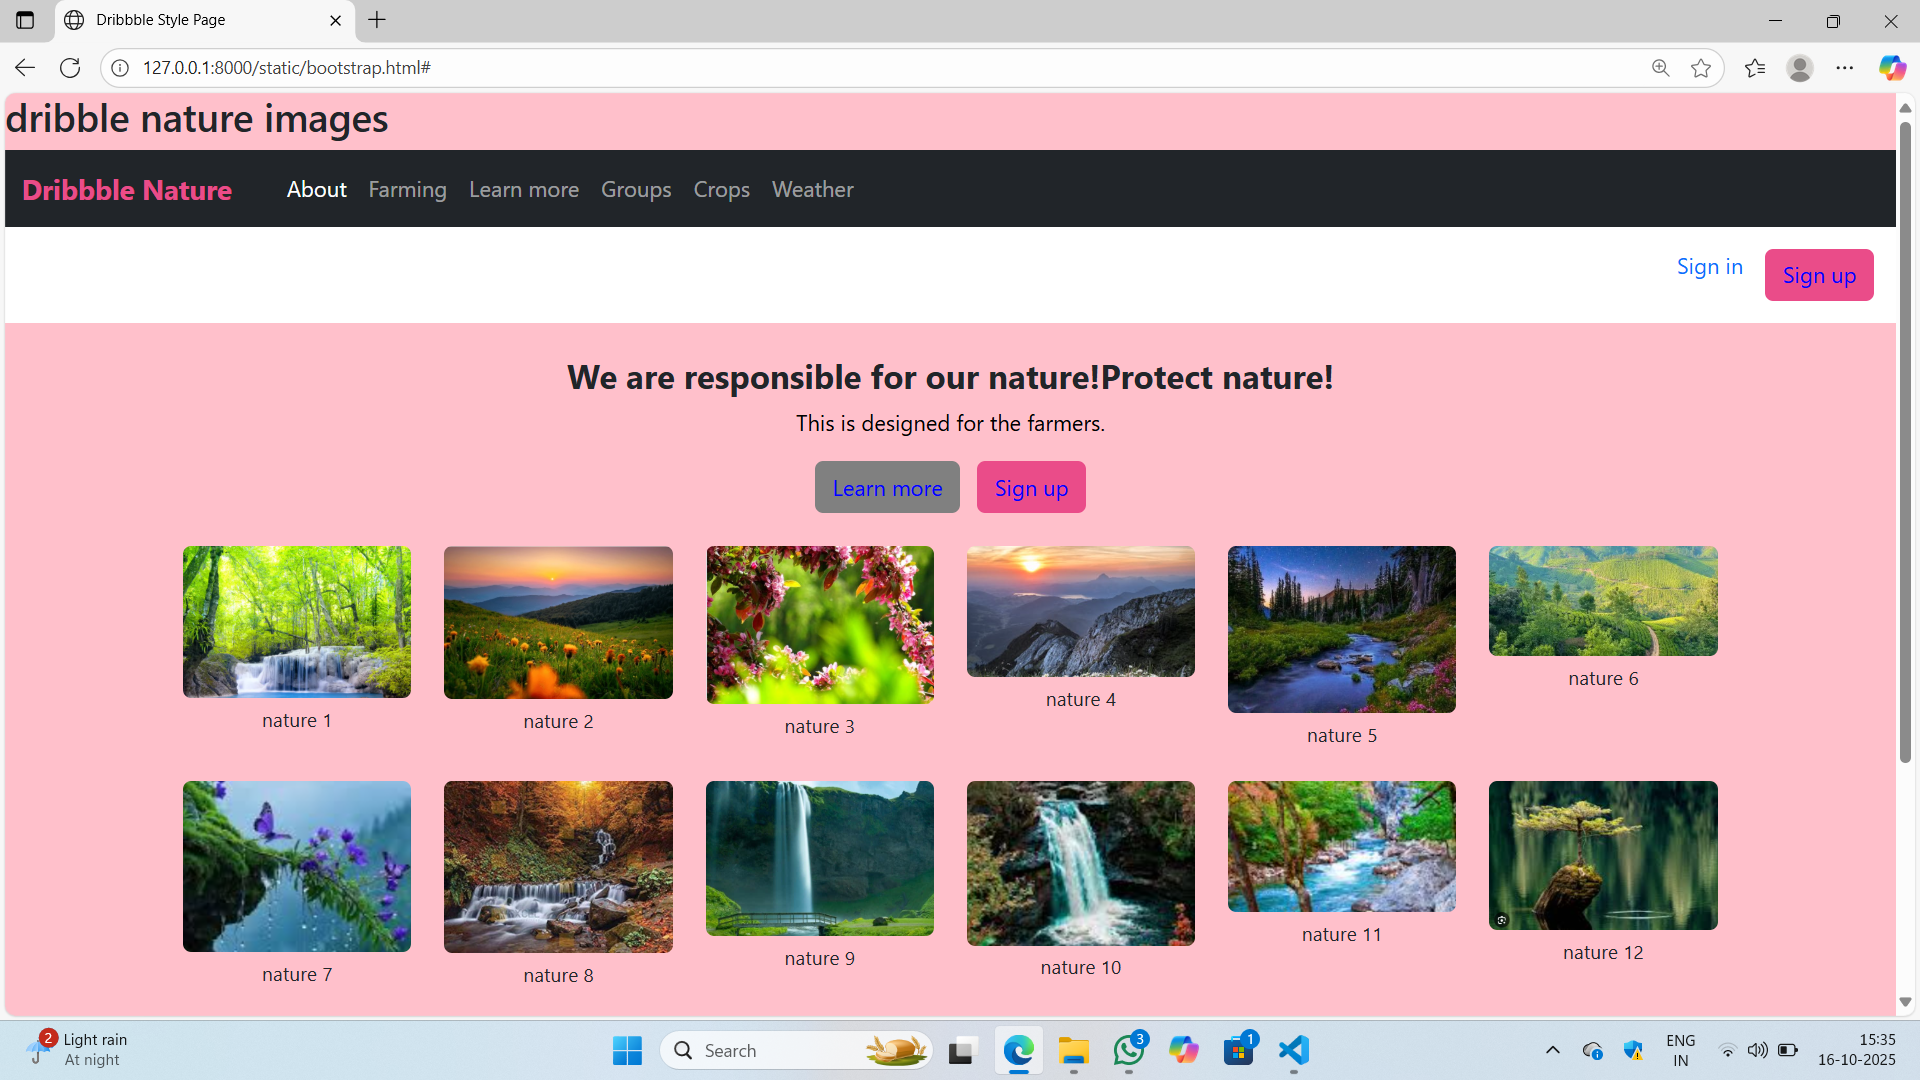 Dribbble Style Page
127.0.0.1:8000/static/bootstrap.html#
dribble nature images
Dribbble Nature About Farming Learn more Groups Crops Weather
Sign in Sign up
We are responsible for our nature!Protect nature!
This is designed for the farmers.
Learn more Sign up
nature 1 nature 2 nature 3 nature 4 nature 5 nature 6
nature 7 nature 8 nature 9 nature 10 nature 11 nature 12
2 Light rain
At night
Search
3
1
ENG
IN
15:35
16-10-2025